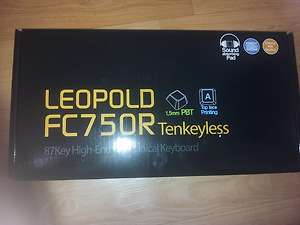 Sound
absorbing
Pad
LEOPOLD
FC750R Tenkeyless
1.5mm PBT
A
Top face
Printing
87Key High-End Mechanical Keyboard